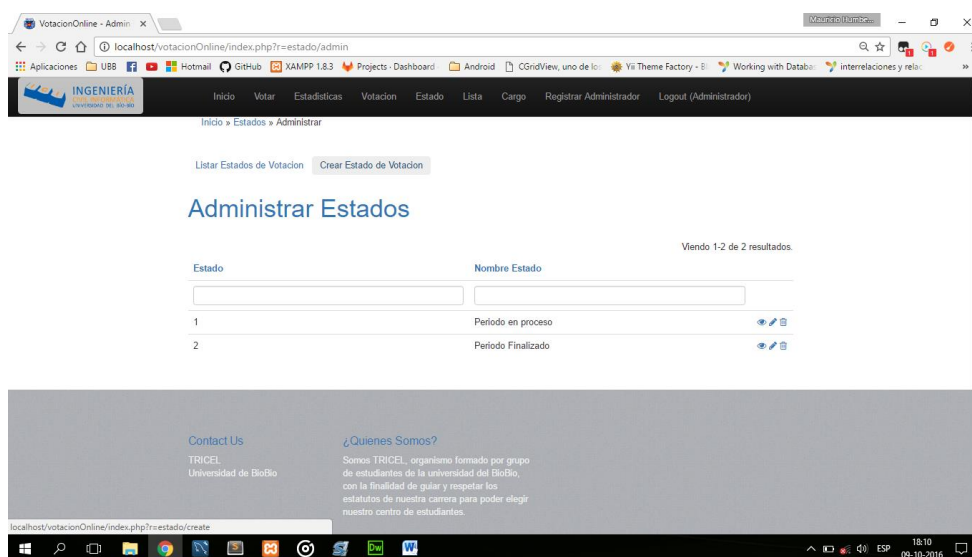 VotacionOnline - Admin
localhost/votacionOnline/index.php?r=estado/admin
Aplicaciones UBB Hotmail GitHub XAMPP 1.8.3 Projects · Dashboard Android CGridView, uno de lo Yii Theme Factory - B Working with Databa interrelaciones y relac »
INGENIERÍA
CIVIL INFORMÁTICA
UNIVERSIDAD DEL BÍO-BÍO
Inicio Votar Estadisticas Votacion Estado Lista Cargo Registrar Administrador Logout (Administrador)
Inicio » Estados » Administrar
Listar Estados de Votacion Crear Estado de Votacion
Administrar Estados
Viendo 1-2 de 2 resultados.
Estado Nombre Estado
1 Periodo en proceso
2 Periodo Finalizado
Contact Us
TRICEL
Universidad de BioBio
¿Quienes Somos?
Somos TRICEL, organismo formado por grupo
de estudiantes de la universidad del BioBio,
con la finalidad de guiar y respetar los
estatutos de nuestra carrera para poder elegir
nuestro centro de estudiantes.
localhost/votacionOnline/index.php?r=estado/create
ESP
18:10
09-10-2016